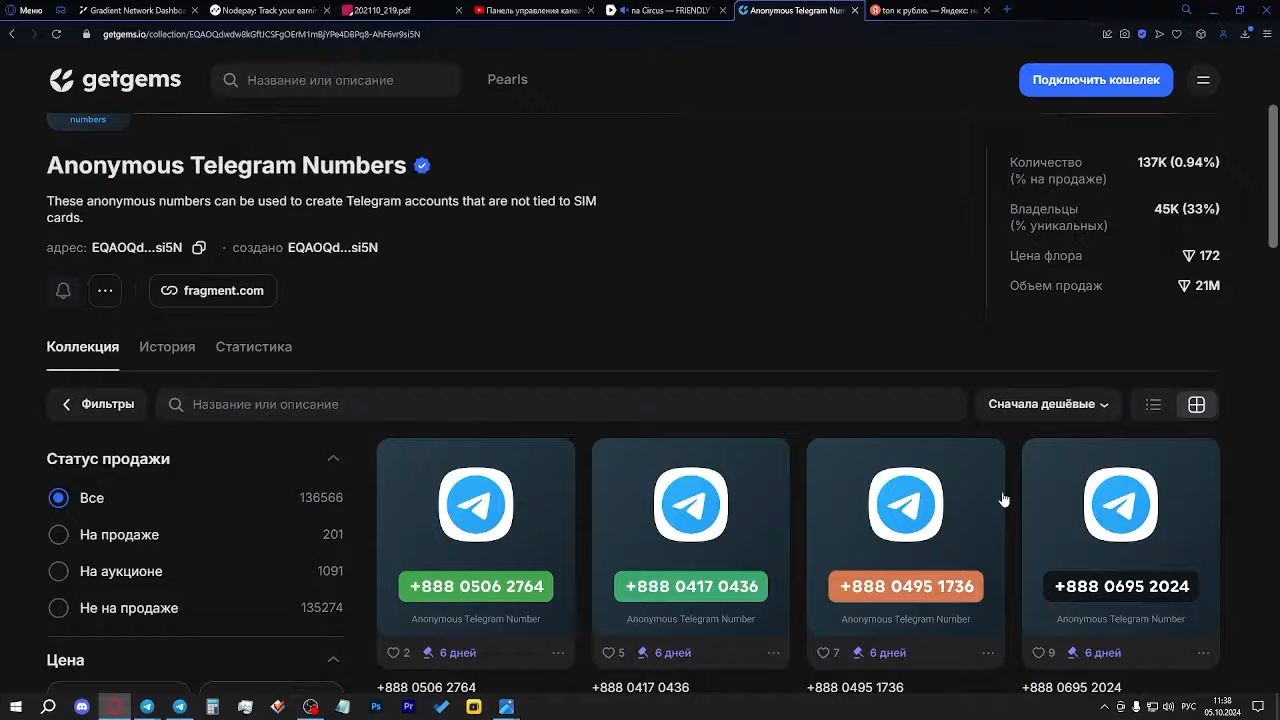 Меню
Gradient Network Dashboa
Nodepay: Track your earnin
202110_219.pdf
Панель управления канал
na Circus — FRIENDLY
Anonymous Telegram Num
ton к рублю. — Яндекс: на
getgems.io/collection/EQAOQdwdw8kGftJCSFgOErM1mBjYPe4DBPq8-AhF6vr9si5N
getgems
Название или описание
Pearls
Подключить кошелек
numbers
Anonymous Telegram Numbers
These anonymous numbers can be used to create Telegram accounts that are not tied to SIM
cards.
адрес: EQAOQd...si5N · создано EQAOQd...si5N
fragment.com
Количество 137K (0.94%)
(% на продаже)
Владельцы 45K (33%)
(% уникальных)
Цена флора 172
Объем продаж 21M
Коллекция История Статистика
Фильтры
Название или описание
Сначала дешёвые
Статус продажи
Все 136566
На продаже 201
На аукционе 1091
Не на продаже 135274
Цена
+888 0506 2764
Anonymous Telegram Number
2 6 дней
+888 0506 2764
+888 0417 0436
Anonymous Telegram Number
5 6 дней
+888 0417 0436
+888 0495 1736
Anonymous Telegram Number
7 6 дней
+888 0495 1736
+888 0695 2024
Anonymous Telegram Number
9 6 дней
+888 0695 2024
Ps
Pr
РУС
11:38
05.10.2024